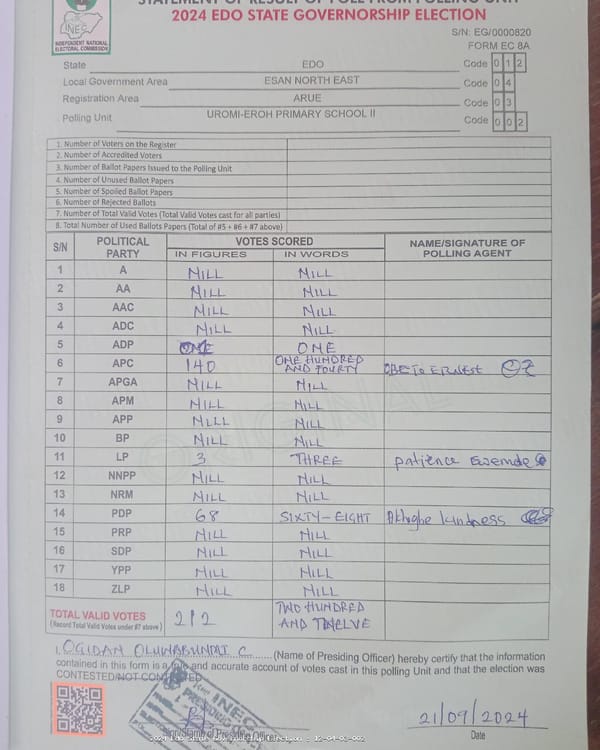 STATEMENT OF RESULT OF POLL FROM POLLING UNIT
2024 EDO STATE GOVERNORSHIP ELECTION
INEC
INDEPENDENT NATIONAL ELECTORAL COMMISSION
S/N: EG/0000820
FORM EC 8A
State EDO Code 0 1 2
Local Government Area ESAN NORTH EAST Code 0 4
Registration Area ARUE Code 0 3
Polling Unit UROMI-EROH PRIMARY SCHOOL II Code 0 0 2
1. Number of Voters on the Register
2. Number of Accredited Voters
3. Number of Ballot Papers Issued to the Polling Unit
4. Number of Unused Ballot Papers
5. Number of Spoiled Ballot Papers
6. Number of Rejected Ballots
7. Number of Total Valid Votes (Total Valid Votes cast for all parties)
8. Total Number of Used Ballots Papers (Total of #5 + #6 + #7 above)
S/N POLITICAL PARTY VOTES SCORED NAME/SIGNATURE OF POLLING AGENT
IN FIGURES IN WORDS
1 A NILL NILL
2 AA NILL NILL
3 AAC NILL NILL
4 ADC NILL NILL
5 ADP ONE ONE
6 APC 140 ONE HUNDRED AND FOURTY OBETO ERNEST
7 APGA NILL NILL
8 APM NILL NILL
9 APP NILL NILL
10 BP NILL NILL
11 LP 3 THREE patience
12 NNPP NILL NILL
13 NRM NILL NILL
14 PDP 68 SIXTY-EIGHT Akhigbe kindness
15 PRP NILL NILL
16 SDP NILL NILL
17 YPP NILL NILL
18 ZLP NILL NILL
TOTAL VALID VOTES 212 TWO HUNDRED AND TWELVE
(Record Total Valid Votes under #7 above)
I, OGIDAN OLUWABUNMI C. (Name of Presiding Officer) hereby certify that the information
contained in this form is a true and accurate account of votes cast in this polling Unit and that the election was
CONTESTED/NOT CONTESTED
INEC
PRESIDING
21/09/2024
Date